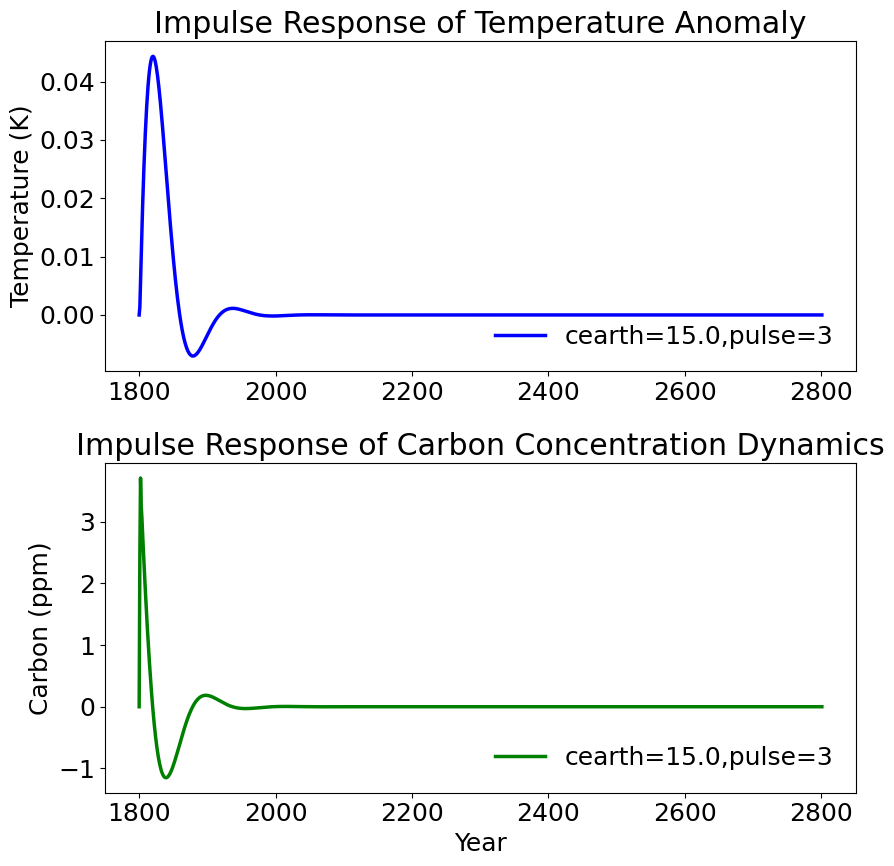 Impulse Response of Temperature Anomaly
Temperature (K)
0.04
0.03
0.02
0.01
0.00
cearth=15.0,pulse=3
1800 2000 2200 2400 2600 2800
Impulse Response of Carbon Concentration Dynamics
Carbon (ppm)
3
2
1
0
−1
cearth=15.0,pulse=3
1800 2000 2200 2400 2600 2800
Year